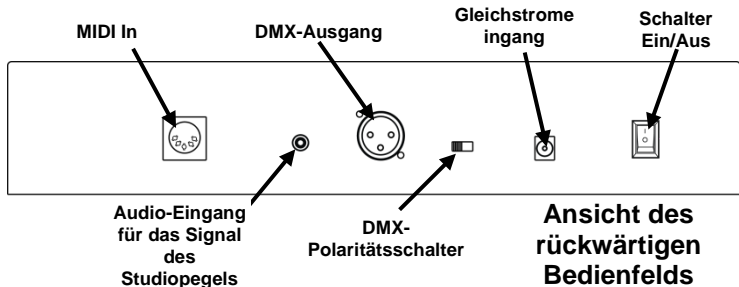 MIDI In
DMX-Ausgang
Gleichstrome
ingang
Schalter
Ein/Aus
Audio-Eingang
für das Signal
des
Studiopegels
DMX-
Polaritätsschalter
Ansicht des
rückwärtigen
Bedienfelds